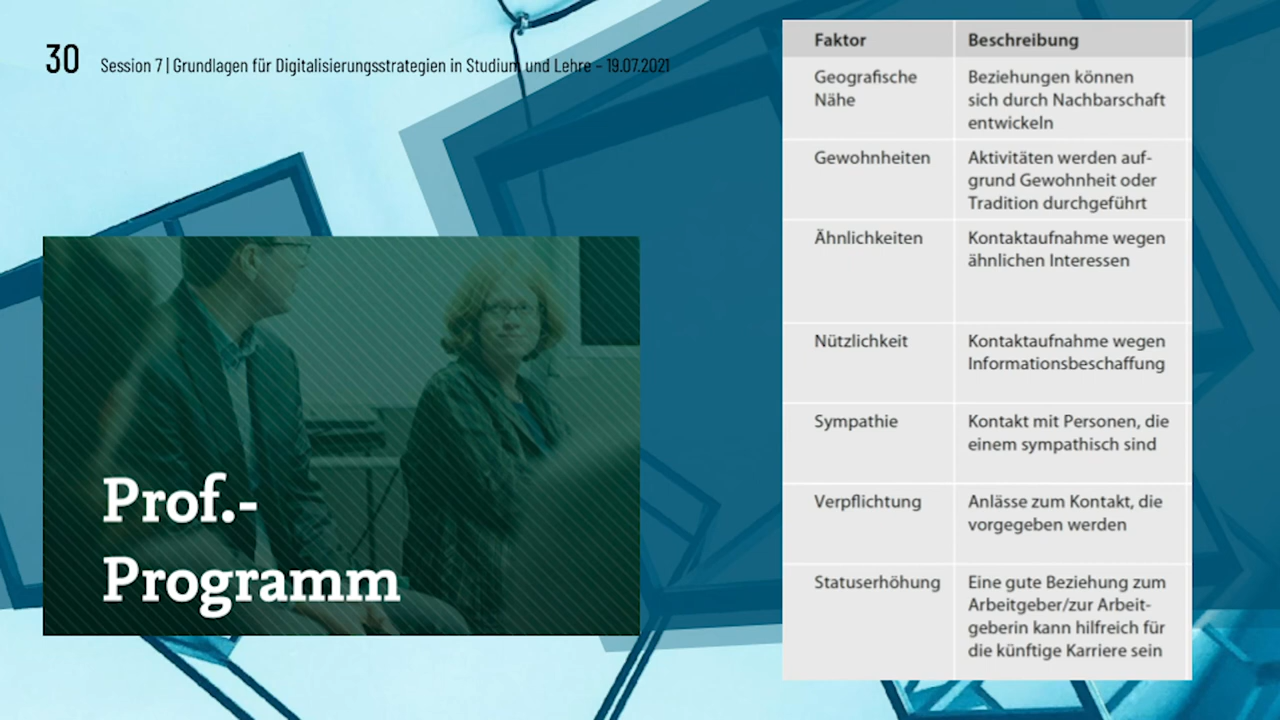 30 Session 7 | Grundlagen für Digitalisierungsstrategien in Studium und Lehre – 19.07.2021
Prof.-
Programm
Faktor Beschreibung
Geografische Beziehungen können
Nähe sich durch Nachbarschaft
entwickeln
Gewohnheiten Aktivitäten werden auf-
grund Gewohnheit oder
Tradition durchgeführt
Ähnlichkeiten Kontaktaufnahme wegen
ähnlichen Interessen
Nützlichkeit Kontaktaufnahme wegen
Informationsbeschaffung
Sympathie Kontakt mit Personen, die
einem sympathisch sind
Verpflichtung Anlässe zum Kontakt, die
vorgegeben werden
Statuserhöhung Eine gute Beziehung zum
Arbeitgeber/zur Arbeit-
geberin kann hilfreich für
die künftige Karriere sein